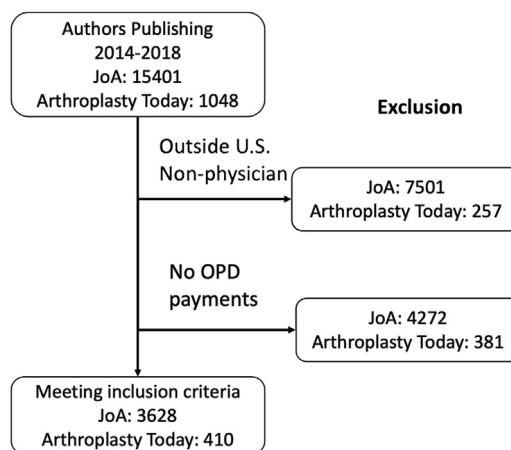 Authors Publishing
2014-2018
JoA: 15401
Arthroplasty Today: 1048
Exclusion
Outside U.S.
Non-physician
JoA: 7501
Arthroplasty Today: 257
No OPD
payments
JoA: 4272
Arthroplasty Today: 381
Meeting inclusion criteria
JoA: 3628
Arthroplasty Today: 410